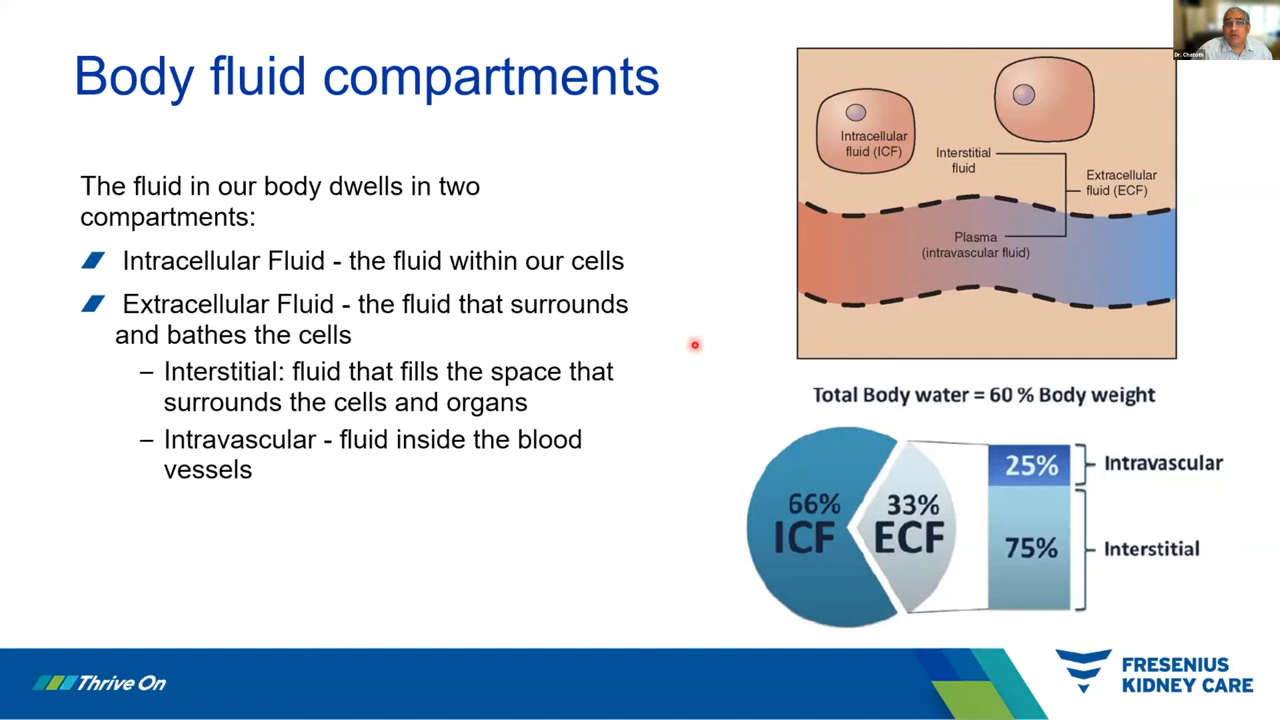 Body fluid compartments
The fluid in our body dwells in two
compartments:
Intracellular Fluid - the fluid within our cells
Extracellular Fluid - the fluid that surrounds
and bathes the cells
– Interstitial: fluid that fills the space that
surrounds the cells and organs
– Intravascular - fluid inside the blood
vessels
Dr. Chatoth
Intracellular
fluid (ICF)
Interstitial
fluid
Extracellular
fluid (ECF)
Plasma
(intravascular fluid)
Total Body water = 60 % Body weight
66%
ICF
33%
ECF
25%
Intravascular
75%
Interstitial
Thrive On
FRESENIUS
KIDNEY CARE